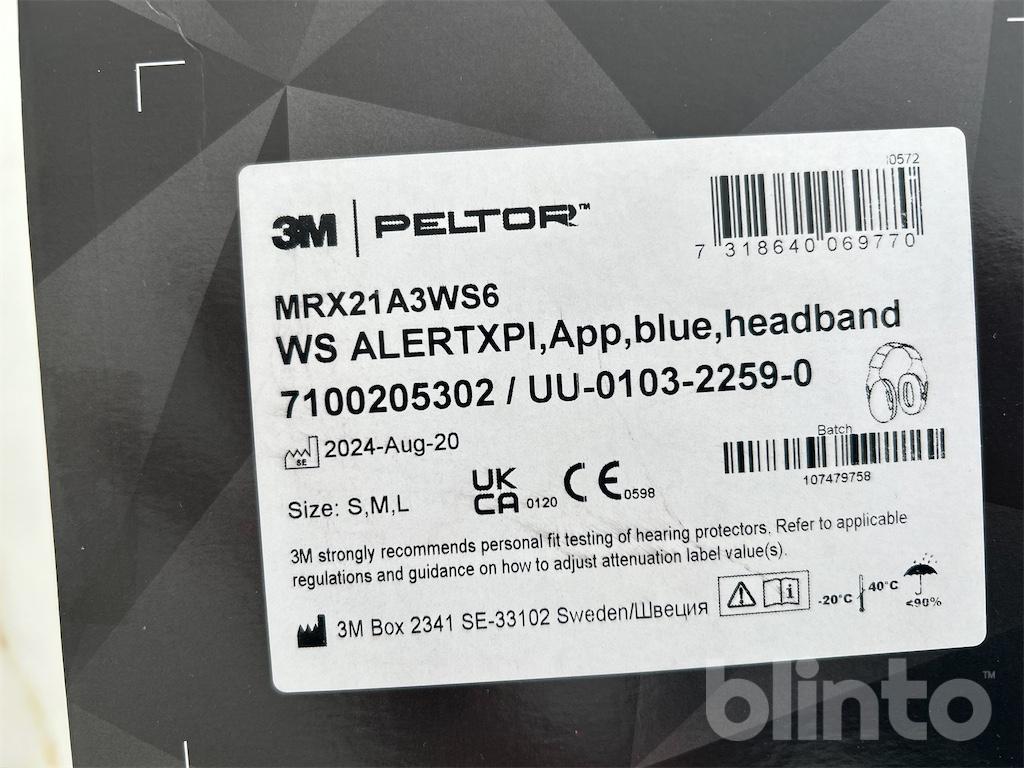 :0572
3M | PELTOR™
7 318640 069770
MRX21A3WS6
WS ALERTXPI,App,blue,headband
7100205302 / UU-0103-2259-0
SE 2024-Aug-20
Batch
107479758
Size: S,M,L
UK
CA 0120 CE 0598
3M strongly recommends personal fit testing of hearing protectors. Refer to applicable
regulations and guidance on how to adjust attenuation label value(s).
3M Box 2341 SE-33102 Sweden/Швеция
i
-20°C 40°C
<90%
blinto™